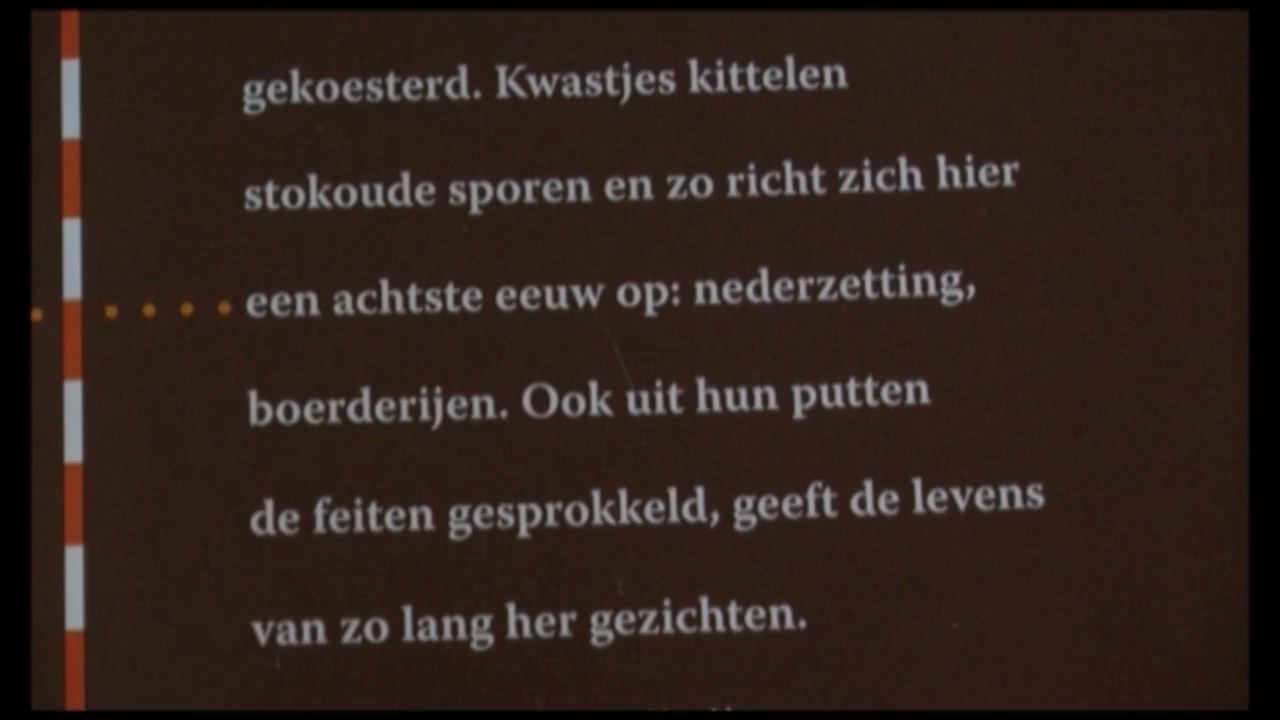 gekoesterd. Kwastjes kittelen
stokoude sporen en zo richt zich hier
een achtste eeuw op: nederzetting,
boerderijen. Ook uit hun putten
de feiten gesprokkeld, geeft de levens
van zo lang her gezichten.